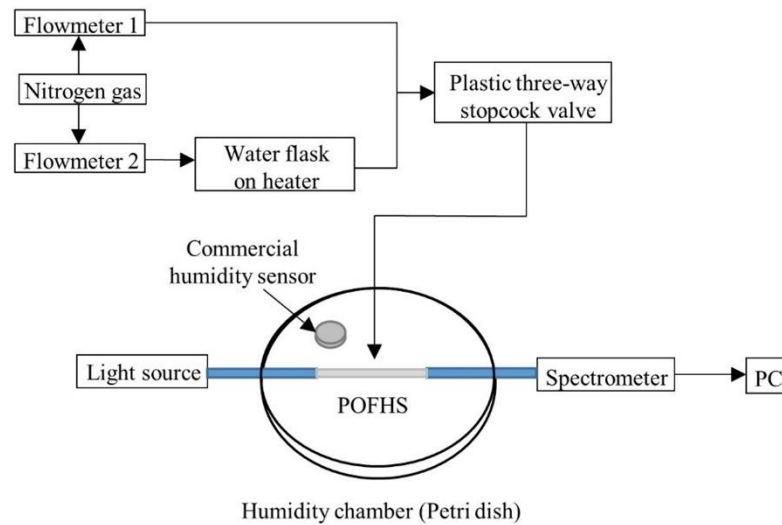 Flowmeter 1
Nitrogen gas
Flowmeter 2
Water flask
on heater
Plastic three-way
stopcock valve
Commercial
humidity sensor
Light source
POFHS
Spectrometer
PC
Humidity chamber (Petri dish)